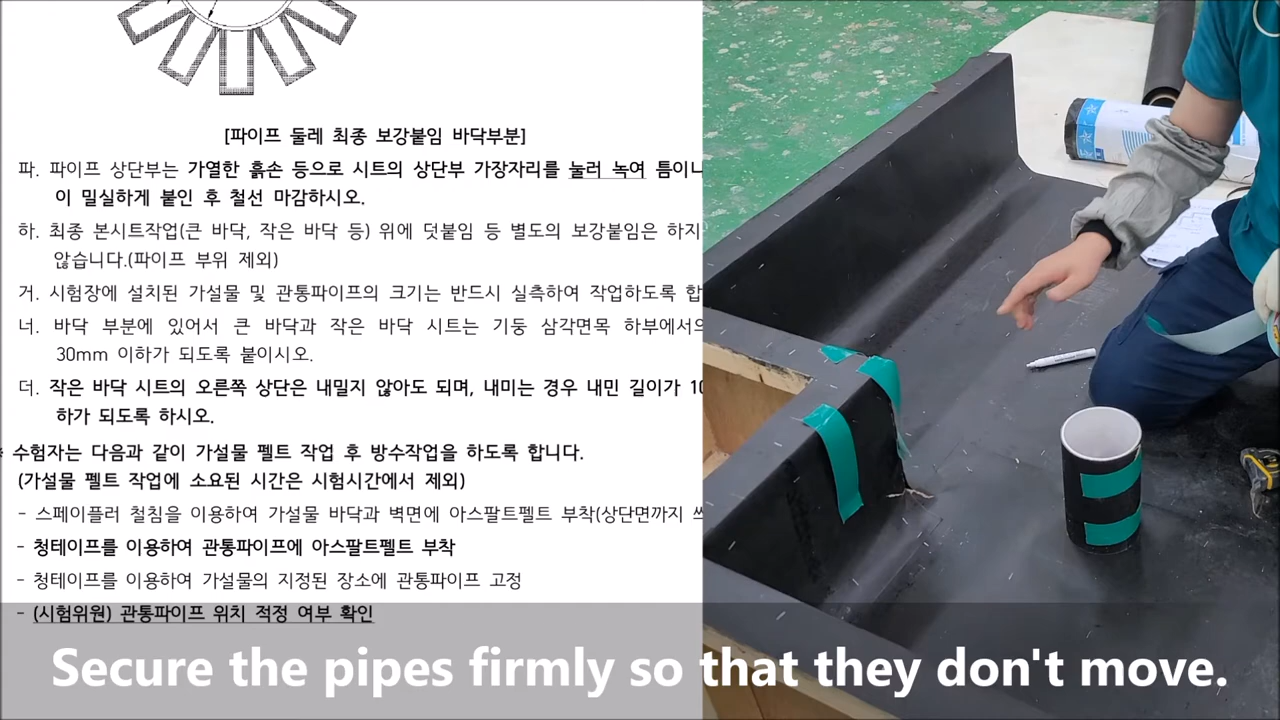 [파이프 둘레 최종 보강붙임 바닥부분]
파. 파이프 상단부는 가열한 흙손 등으로 시트의 상단부 가장자리를 눌러 녹여 틈이
이 밀실하게 붙인 후 철선 마감하시오.
하. 최종 본시트작업(큰 바닥, 작은 바닥 등) 위에 덧붙임 등 별도의 보강붙임은 하지
않습니다.(파이프 부위 제외)
거. 시험장에 설치된 가설물 및 관통파이프의 크기는 반드시 실측하여 작업하도록 합
너. 바닥 부분에 있어서 큰 바닥과 작은 바닥 시트는 기둥 삼각면목 하부에서
30mm 이하가 되도록 붙이시오.
더. 작은 바닥 시트의 오른쪽 상단은 내밀지 않아도 되며, 내미는 경우 내민 길이가
하가 되도록 하시오.
수험자는 다음과 같이 가설물 펠트 작업 후 방수작업을 하도록 합니다.
(가설물 펠트 작업에 소요된 시간은 시험시간에서 제외)
- 스페이플러 철침을 이용하여 가설물 바닥과 벽면에 아스팔트펠트 부착(상단면까지
- 청테이프를 이용하여 관통파이프에 아스팔트펠트 부착
- 청테이프를 이용하여 가설물의 지정된 장소에 관통파이프 고정
- (시험위원) 관통파이프 위치 적정 여부 확인
Secure the pipes firmly so that they don't move.